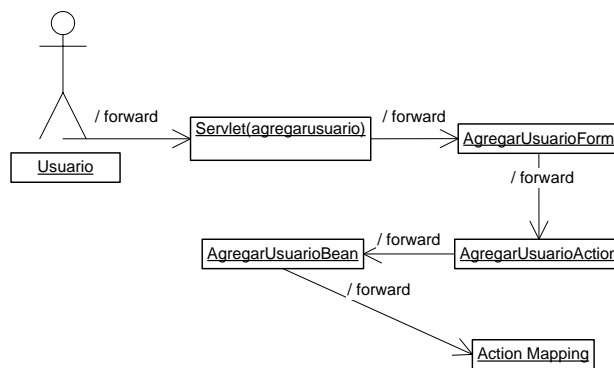 / forward
Servlet(agregarusuario)
/ forward
AgregarUsuarioForm
Usuario
/ forward
AgregarUsuarioBean
/ forward
AgregarUsuarioAction
/ forward
Action Mapping